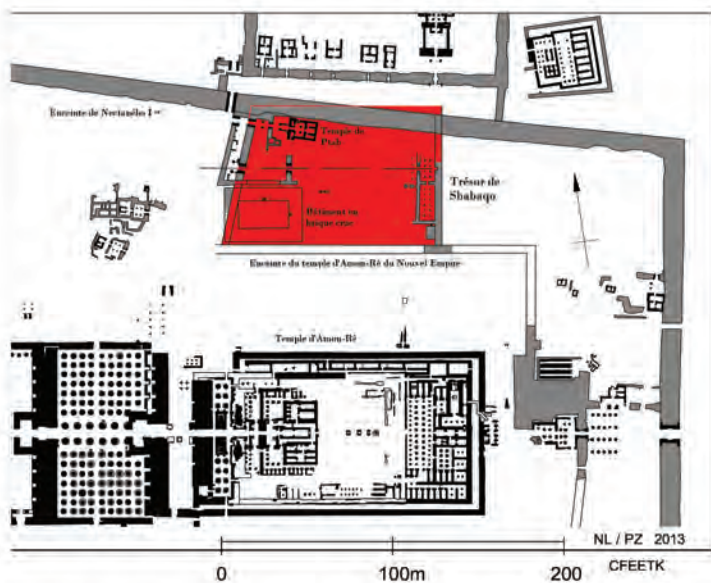 Enceinte de Nectanébo I er
Temple de
Ptah
Trésor de
Shabaqo
Bâtiment en
brique crue
Enceinte du temple d'Amon-Rê du Nouvel Empire
Temple d'Amon-Rê
NL / PZ 2013
CFEETK
0
100m
200